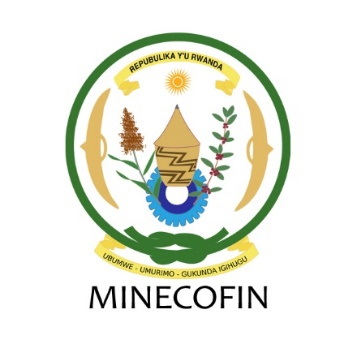 REPUBULIKA Y'U RWANDA
UBUMWE - UMURIMO - GUKUNDA IGIHUGU
MINECOFIN